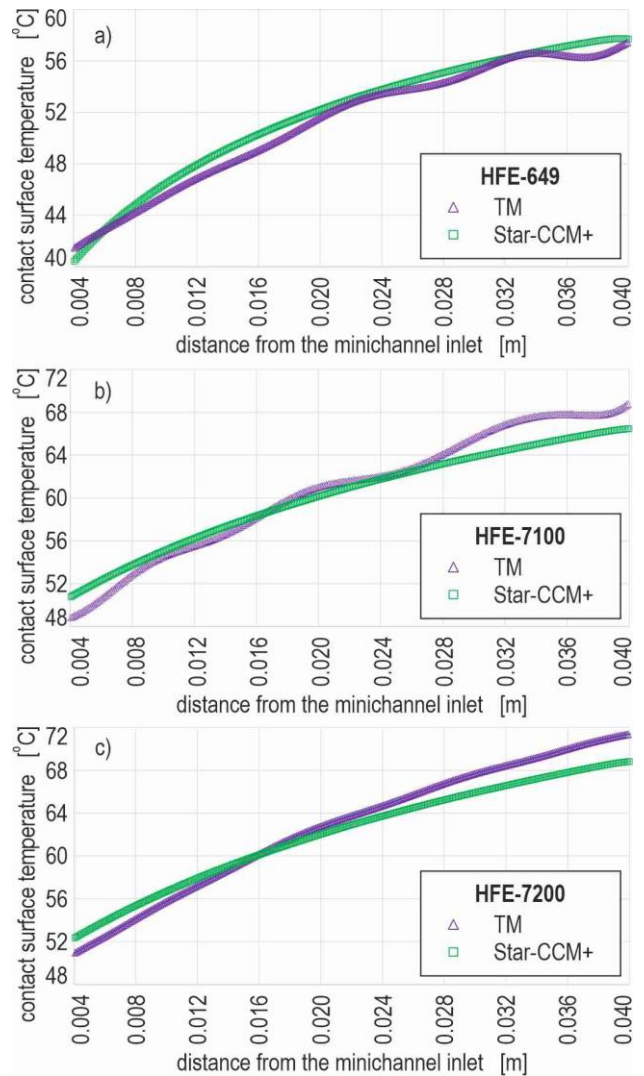 a)
contact surface temperature [°C]
60
56
52
48
44
40
HFE-649
TM
Star-CCM+
0.004
0.008
0.012
0.016
0.020
0.024
0.028
0.032
0.036
0.040
distance from the minichannel inlet [m]
b)
contact surface temperature [°C]
72
68
64
60
56
52
48
HFE-7100
TM
Star-CCM+
0.004
0.008
0.012
0.016
0.020
0.024
0.028
0.032
0.036
0.040
distance from the minichannel inlet [m]
c)
contact surface temperature [°C]
72
68
64
60
56
52
48
HFE-7200
TM
Star-CCM+
0.004
0.008
0.012
0.016
0.020
0.024
0.028
0.032
0.036
0.040
distance from the minichannel inlet [m]